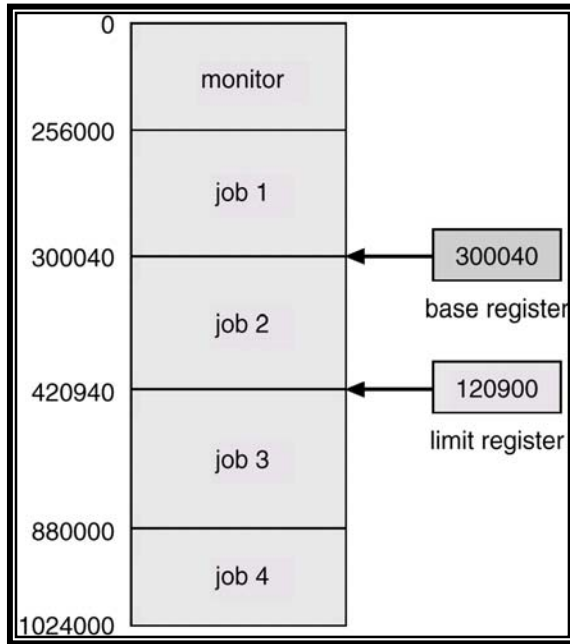 0
monitor
256000
job 1
300040
300040
base register
job 2
420940
120900
limit register
job 3
880000
job 4
1024000